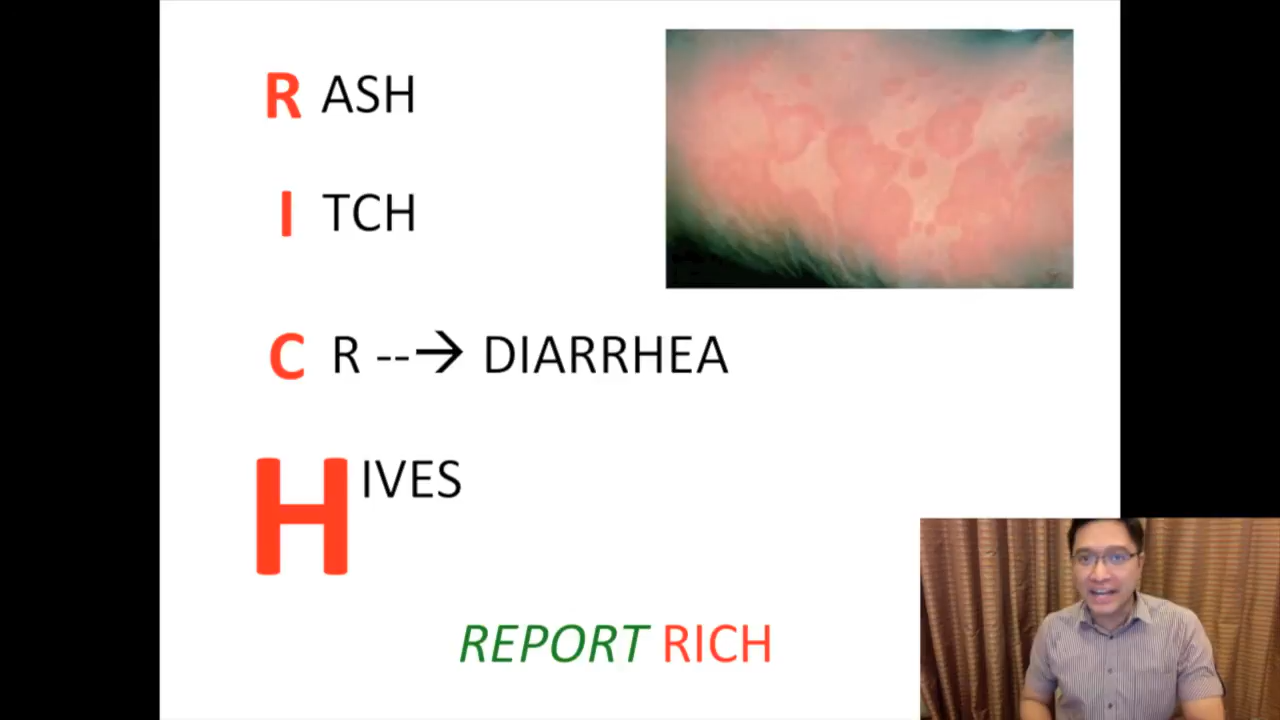 R ASH
I TCH
C R --→ DIARRHEA
H IVES
REPORT RICH